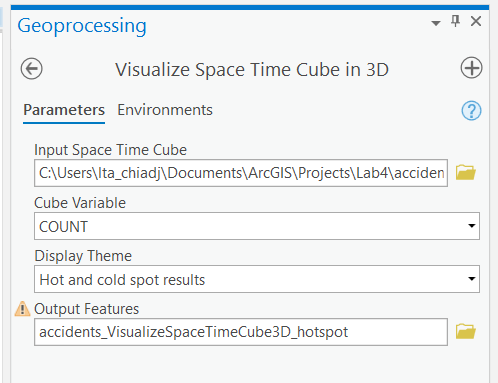 Geoprocessing
Visualize Space Time Cube in 3D
Parameters Environments
Input Space Time Cube
C:\Users\lta_chiadj\Documents\ArcGIS\Projects\Lab4\acciden
Cube Variable
COUNT
Display Theme
Hot and cold spot results
Output Features
accidents_VisualizeSpaceTimeCube3D_hotspot